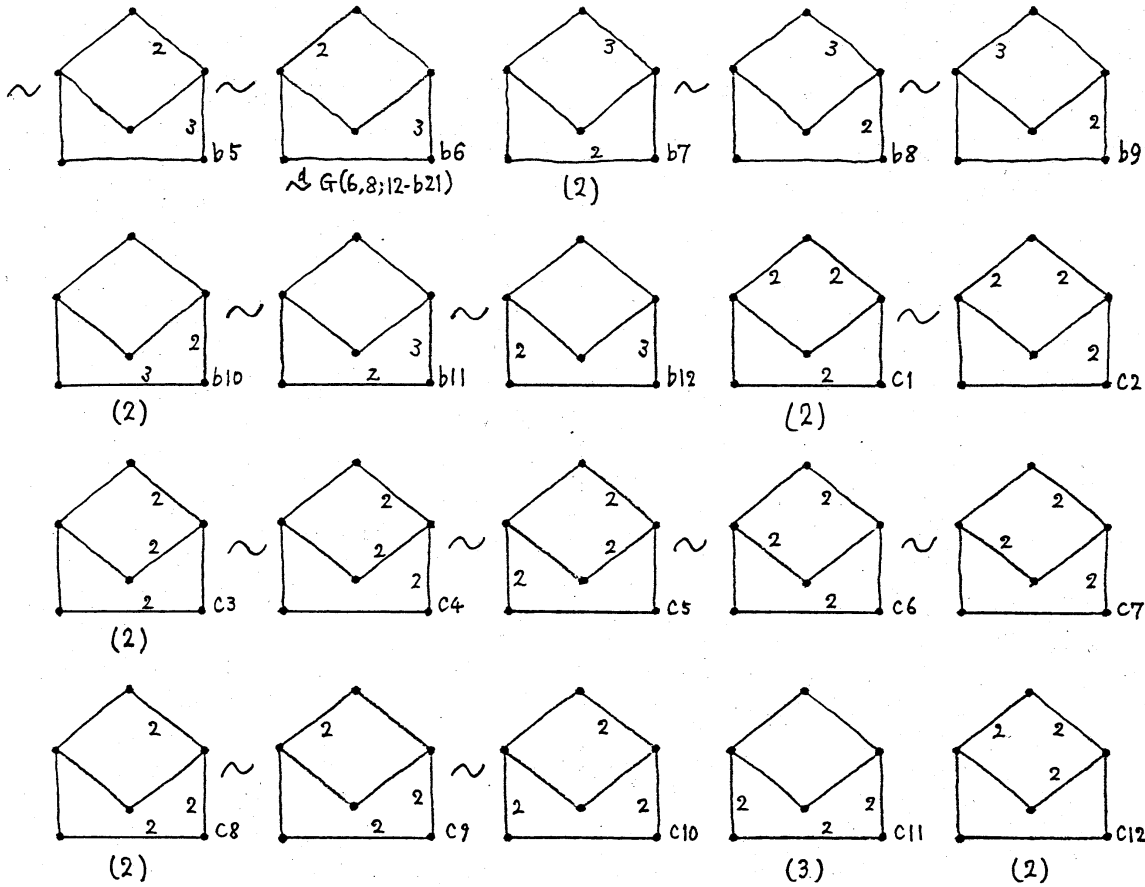 ~ 2 3 b5 ~ 2 3 b6 3 2 b7 ~ 3 2 b8 ~ 3 2 b9
~d G(6,8;12-b21) (2)
2 3 b10 ~ 3 2 b11 ~ 2 3 b12 2 2 2 C1 ~ 2 2 2 C2
(2) (2)
2 2 2 C3 ~ 2 2 2 C4 ~ 2 2 2 C5 ~ 2 2 2 C6 ~ 2 2 2 C7
(2)
2 2 2 C8 ~ 2 2 2 C9 ~ 2 2 2 C10 2 2 2 C11 2 2 2 C12
(2) (3) (2)